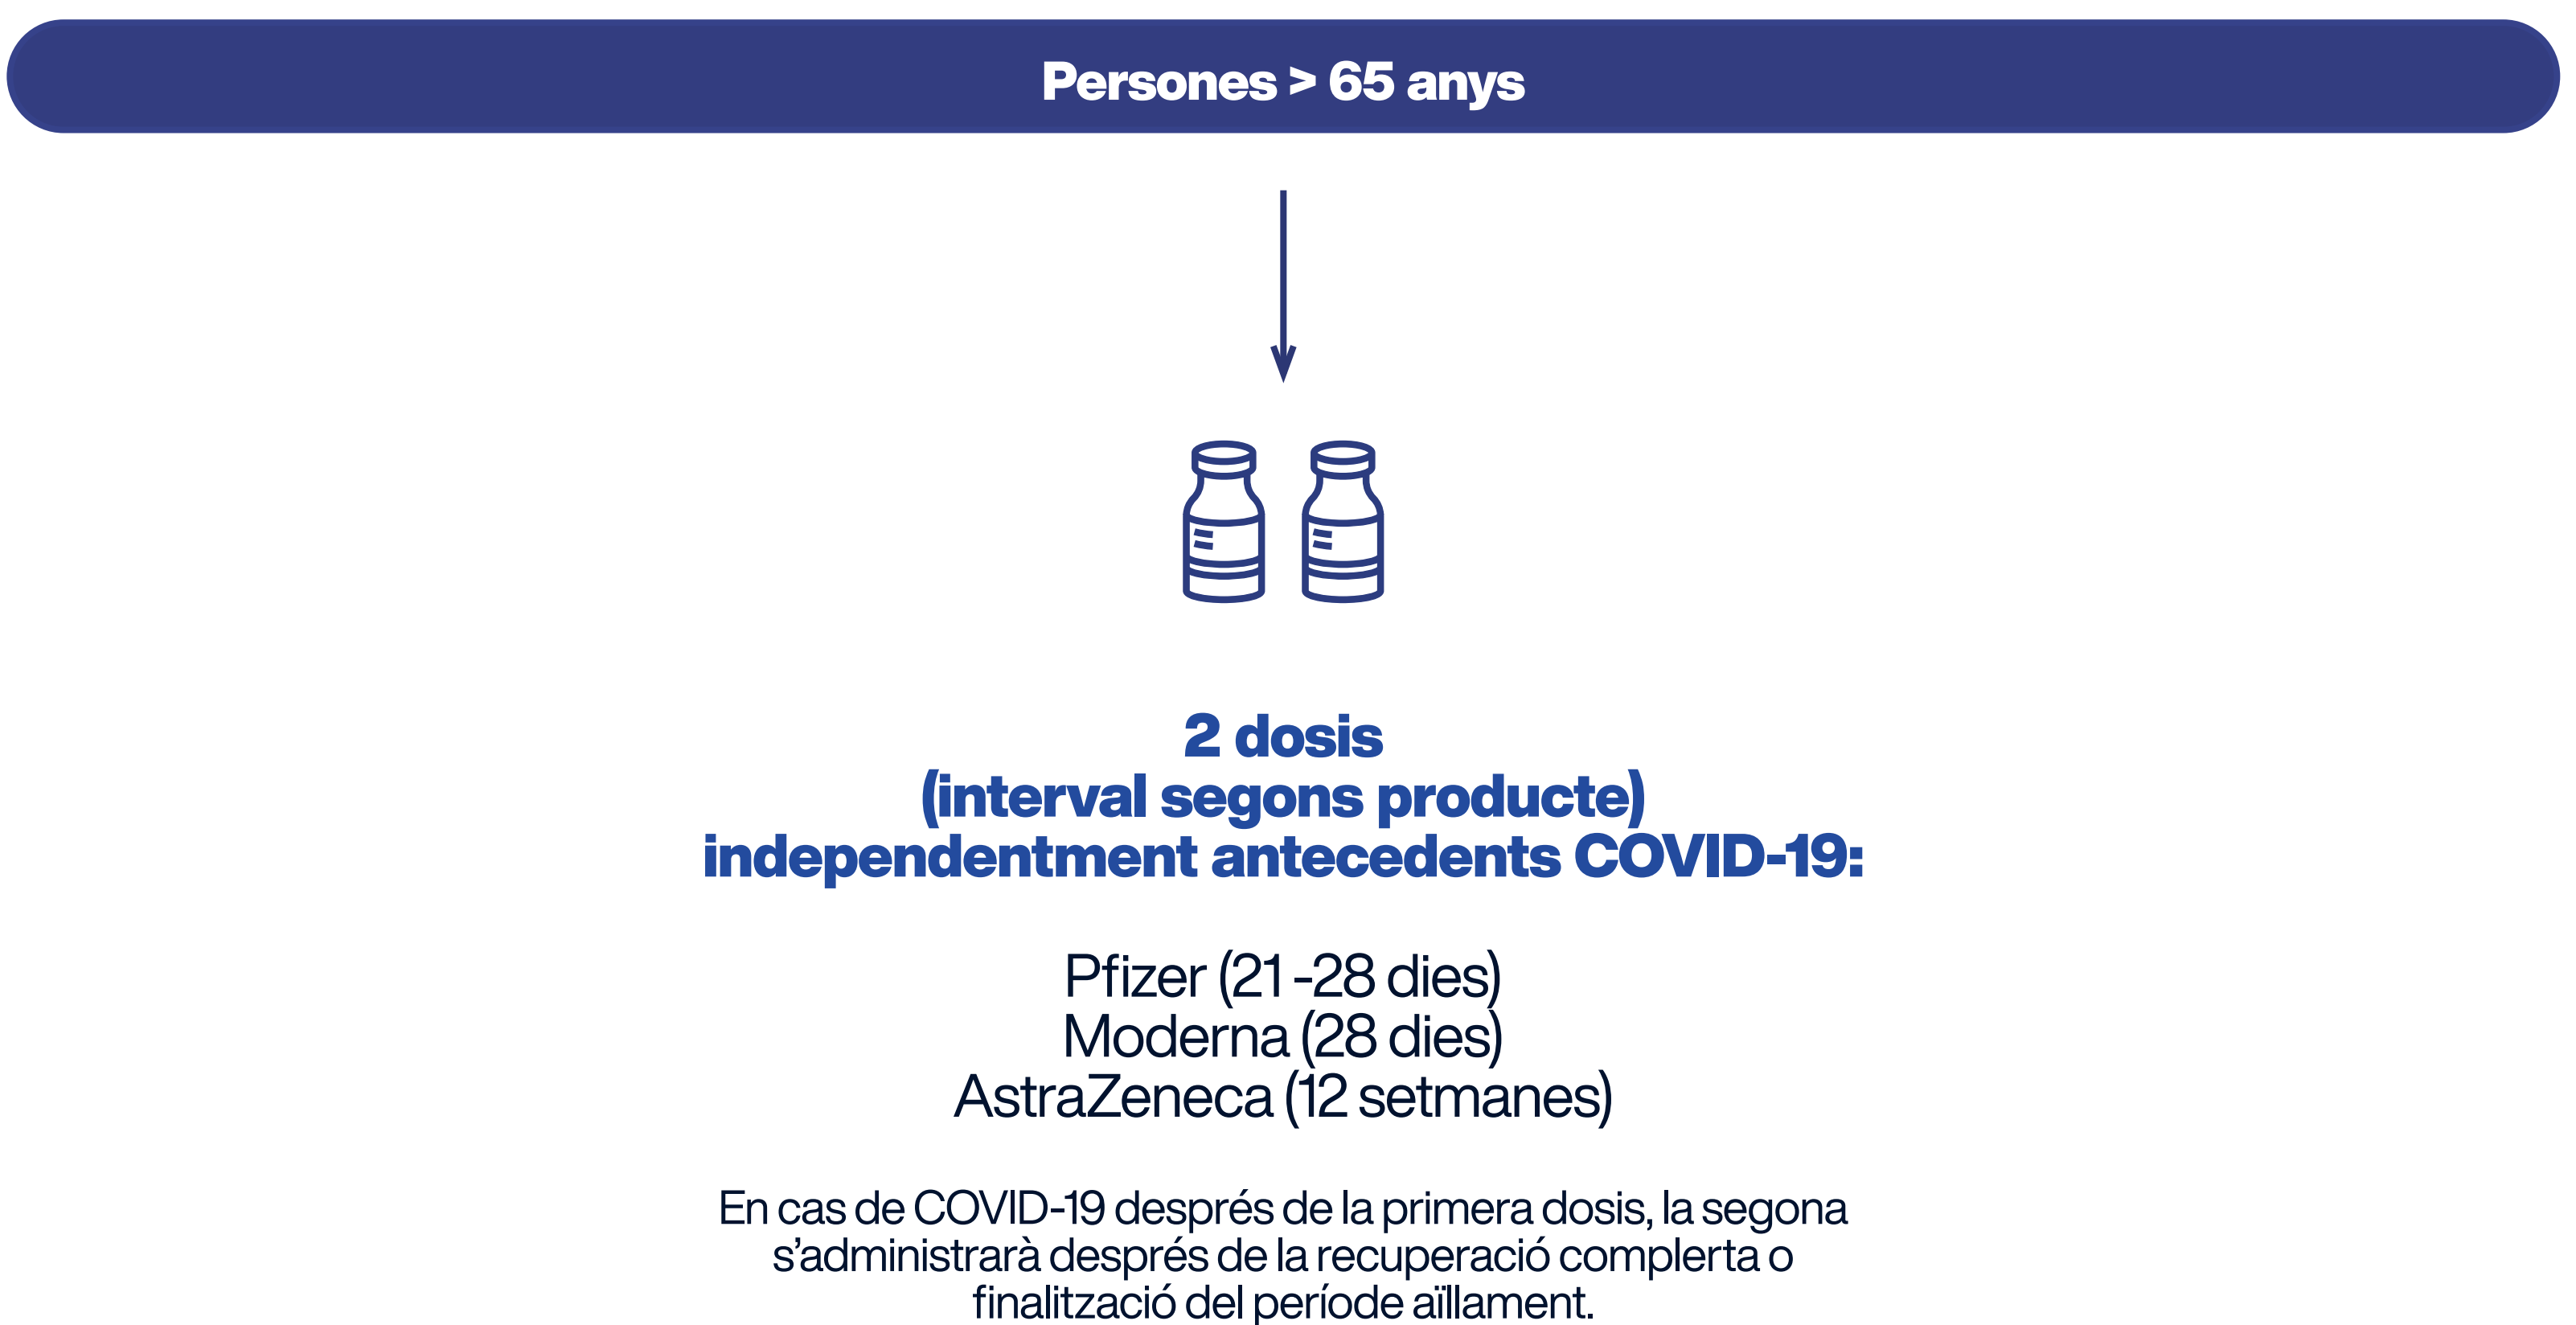 Persones > 65 anys
2 dosis
(interval segons producte)
independentment antecedents COVID-19:
Pfizer (21 -28 dies)
Moderna (28 dies)
AstraZeneca (12 setmanes)
En cas de COVID-19 després de la primera dosis, la segona
s’administrarà després de la recuperació complerta o
finalització del període aïllament.